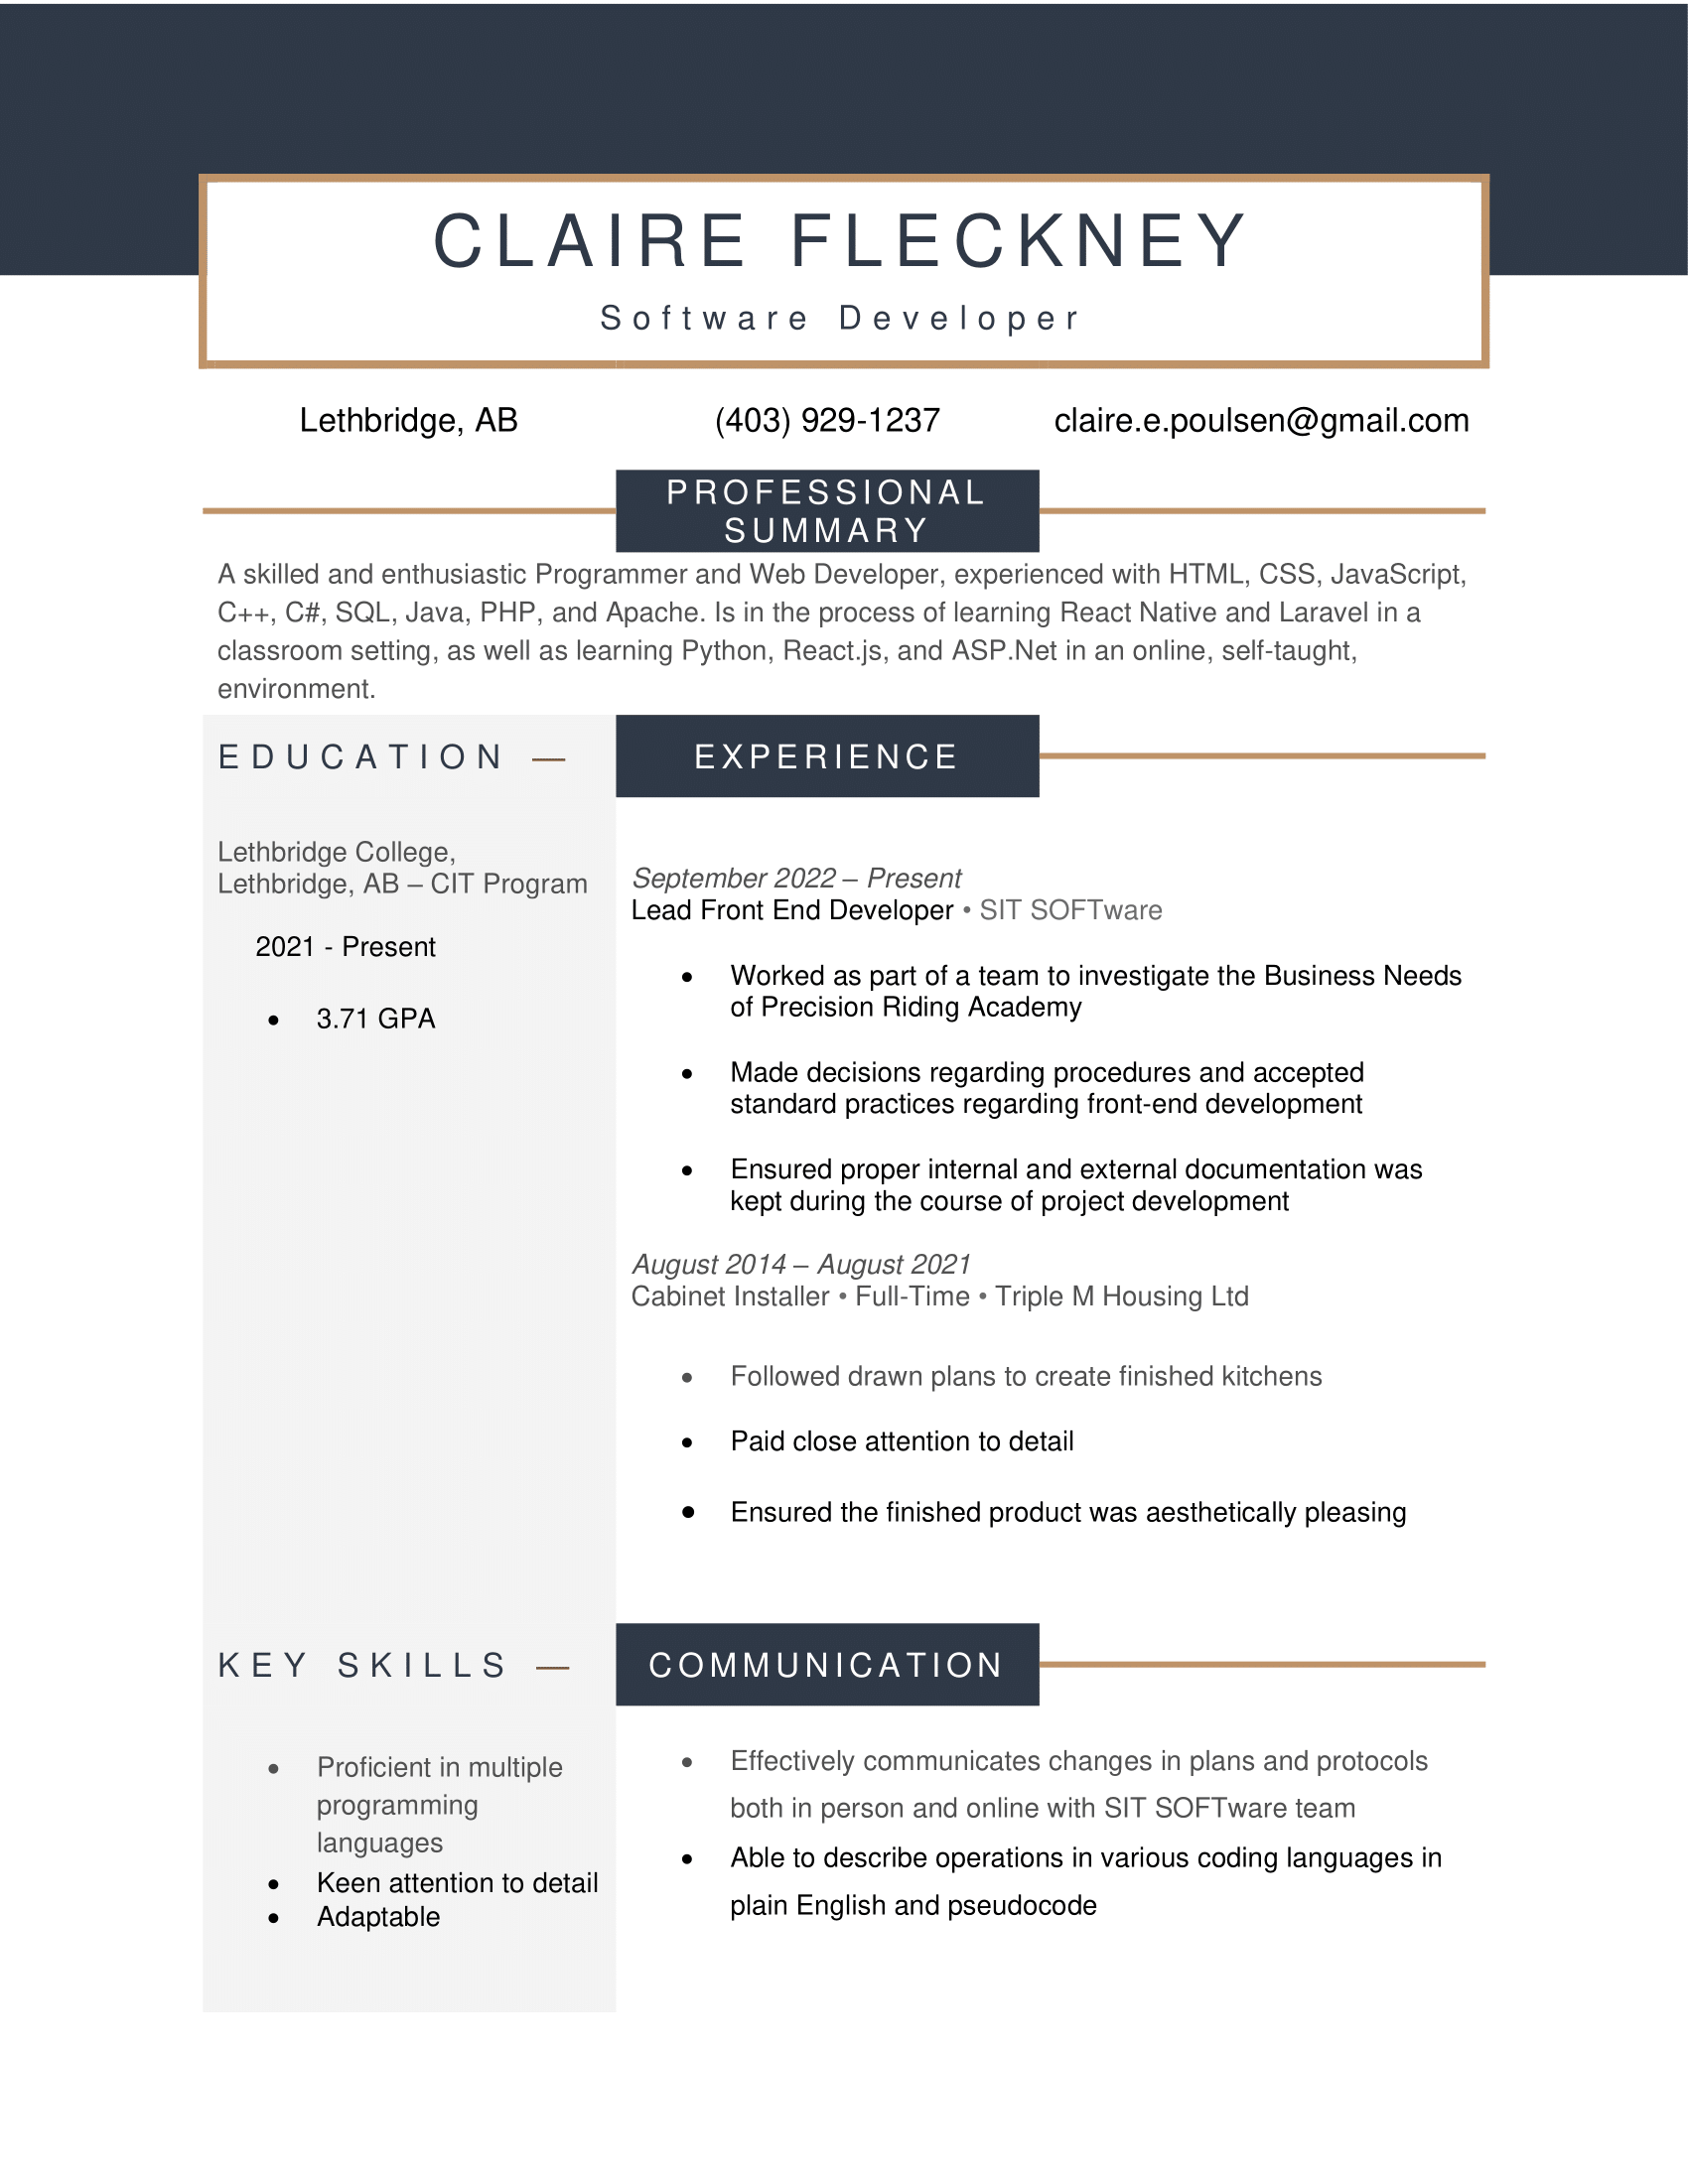 CLAIRE FLECKNEY
Software Developer
Lethbridge, AB
(403) 929-1237
claire.e.poulsen@gmail.com
PROFESSIONAL
SUMMARY
A skilled and enthusiastic Programmer and Web Developer, experienced with HTML, CSS, JavaScript,
C++, C#, SQL, Java, PHP, and Apache. Is in the process of learning React Native and Laravel in a
classroom setting, as well as learning Python, React.js, and ASP.Net in an online, self-taught,
environment.
EDUCATION —
Lethbridge College,
Lethbridge, AB – CIT Program
2021 - Present
• 3.71 GPA
EXPERIENCE
September 2022 – Present
Lead Front End Developer • SIT SOFTware
• Worked as part of a team to investigate the Business Needs
of Precision Riding Academy
• Made decisions regarding procedures and accepted
standard practices regarding front-end development
• Ensured proper internal and external documentation was
kept during the course of project development
August 2014 – August 2021
Cabinet Installer • Full-Time • Triple M Housing Ltd
• Followed drawn plans to create finished kitchens
• Paid close attention to detail
• Ensured the finished product was aesthetically pleasing
KEY SKILLS —
• Proficient in multiple
programming
languages
• Keen attention to detail
• Adaptable
COMMUNICATION
• Effectively communicates changes in plans and protocols
both in person and online with SIT SOFTware team
• Able to describe operations in various coding languages in
plain English and pseudocode